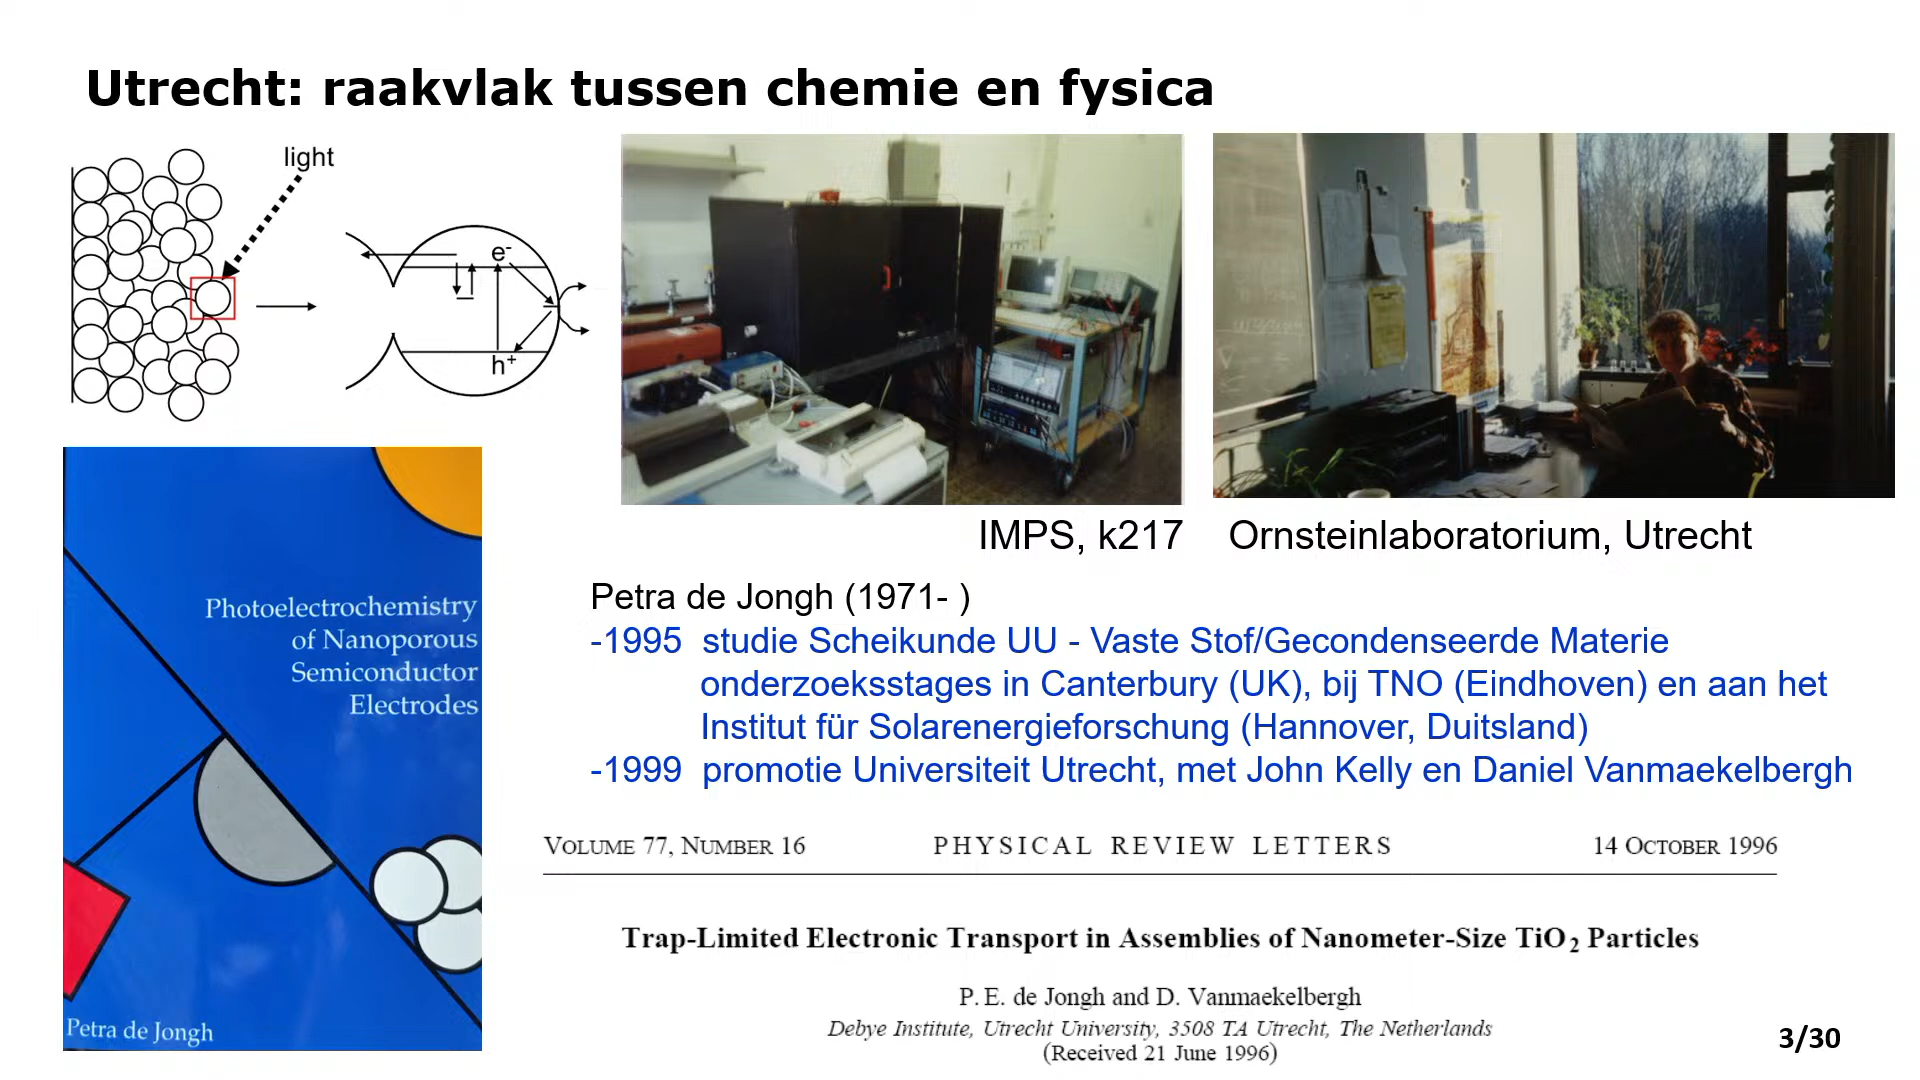 Utrecht: raakvlak tussen chemie en fysica
light
e-
h+
IMPS, k217
Ornsteinlaboratorium, Utrecht
Photoelectrochemistry
of Nanoporous
Semiconductor
Electrodes
Petra de Jongh
Petra de Jongh (1971- )
-1995 studie Scheikunde UU - Vaste Stof/Gecondenseerde Materie
onderzoeksstages in Canterbury (UK), bij TNO (Eindhoven) en aan het
Institut für Solarenergieforschung (Hannover, Duitsland)
-1999 promotie Universiteit Utrecht, met John Kelly en Daniel Vanmaekelbergh
VOLUME 77, NUMBER 16 PHYSICAL REVIEW LETTERS 14 OCTOBER 1996
Trap-Limited Electronic Transport in Assemblies of Nanometer-Size TiO2 Particles
P. E. de Jongh and D. Vanmaekelbergh
Debye Institute, Utrecht University, 3508 TA Utrecht, The Netherlands
(Received 21 June 1996)
3/30